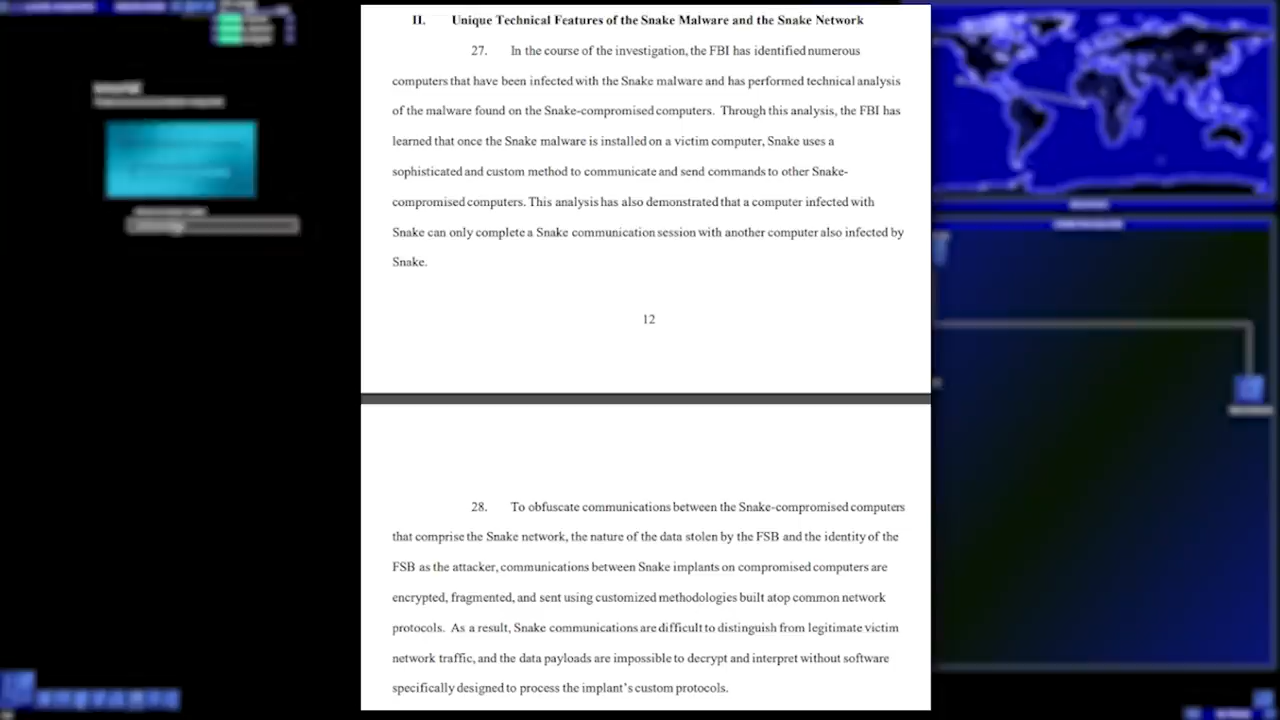 II. Unique Technical Features of the Snake Malware and the Snake Network
27. In the course of the investigation, the FBI has identified numerous
computers that have been infected with the Snake malware and has performed technical analysis
of the malware found on the Snake-compromised computers. Through this analysis, the FBI has
learned that once the Snake malware is installed on a victim computer, Snake uses a
sophisticated and custom method to communicate and send commands to other Snake-
compromised computers. This analysis has also demonstrated that a computer infected with
Snake can only complete a Snake communication session with another computer also infected by
Snake.
12
28. To obfuscate communications between the Snake-compromised computers
that comprise the Snake network, the nature of the data stolen by the FSB and the identity of the
FSB as the attacker, communications between Snake implants on compromised computers are
encrypted, fragmented, and sent using customized methodologies built atop common network
protocols. As a result, Snake communications are difficult to distinguish from legitimate victim
network traffic, and the data payloads are impossible to decrypt and interpret without software
specifically designed to process the implant's custom protocols.